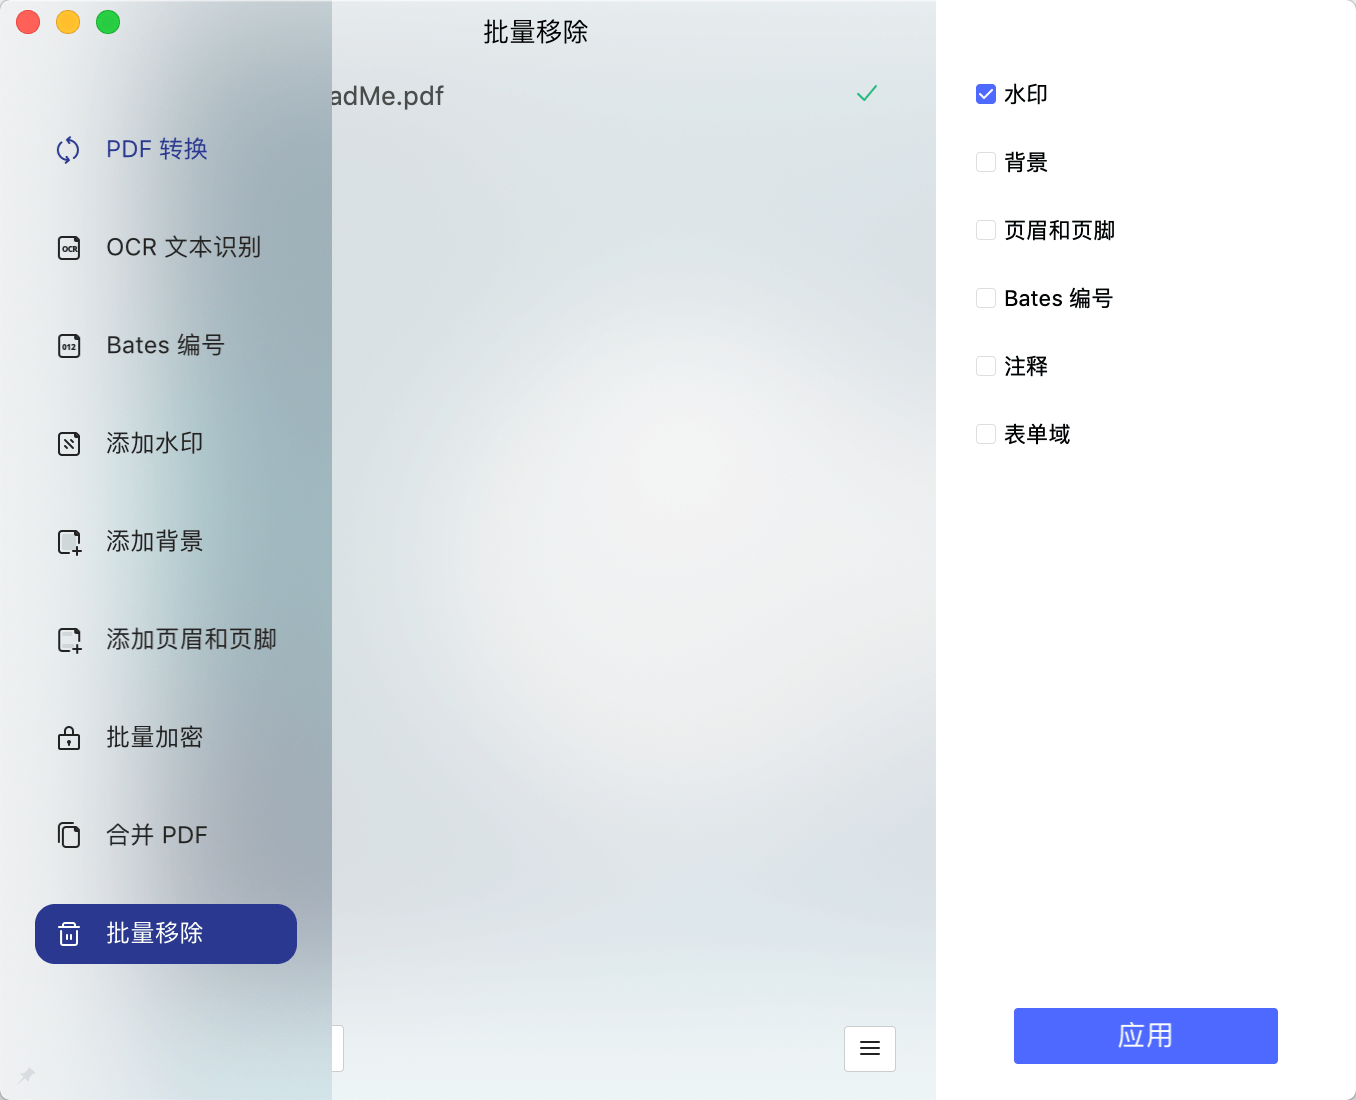 批量移除
PDF 转换
OCR 文本识别
Bates 编号
添加水印
添加背景
添加页眉和页脚
批量加密
合并 PDF
批量移除
adMe.pdf
水印
背景
页眉和页脚
Bates 编号
注释
表单域
应用